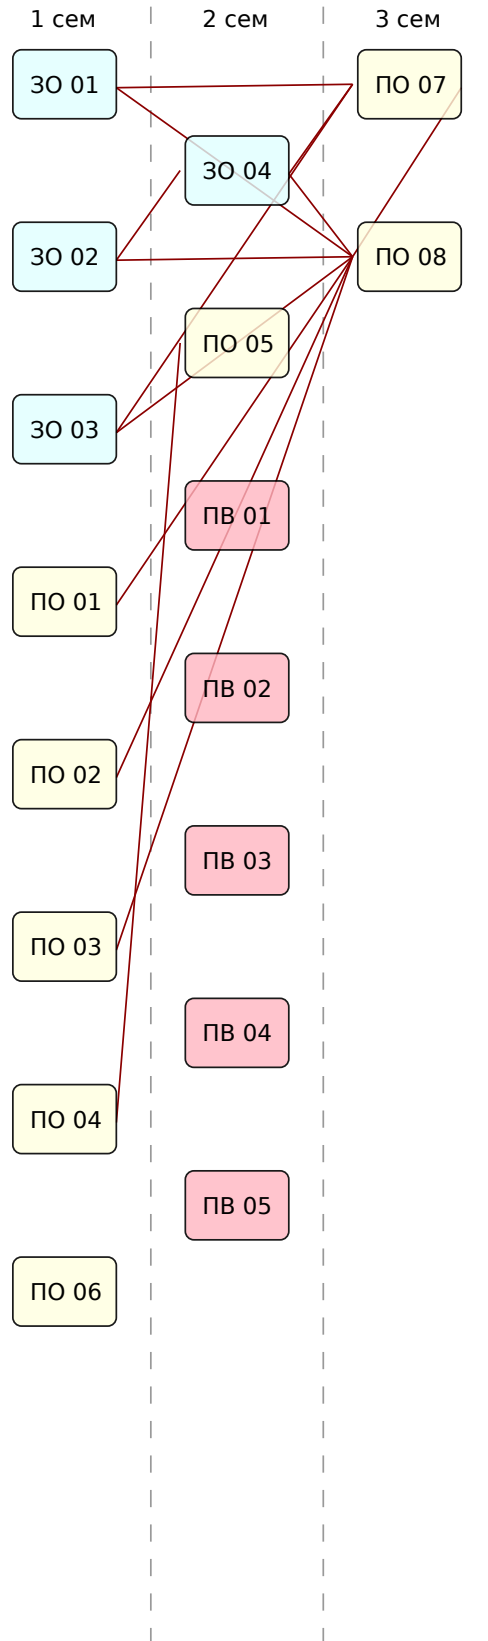 1 сем 2 сем 3 сем
ЗО 01
ПО 07
ЗО 04
ЗО 02
ПО 08
ПО 05
ЗО 03
ПВ 01
ПО 01
ПВ 02
ПО 02
ПВ 03
ПО 03
ПВ 04
ПО 04
ПВ 05
ПО 06